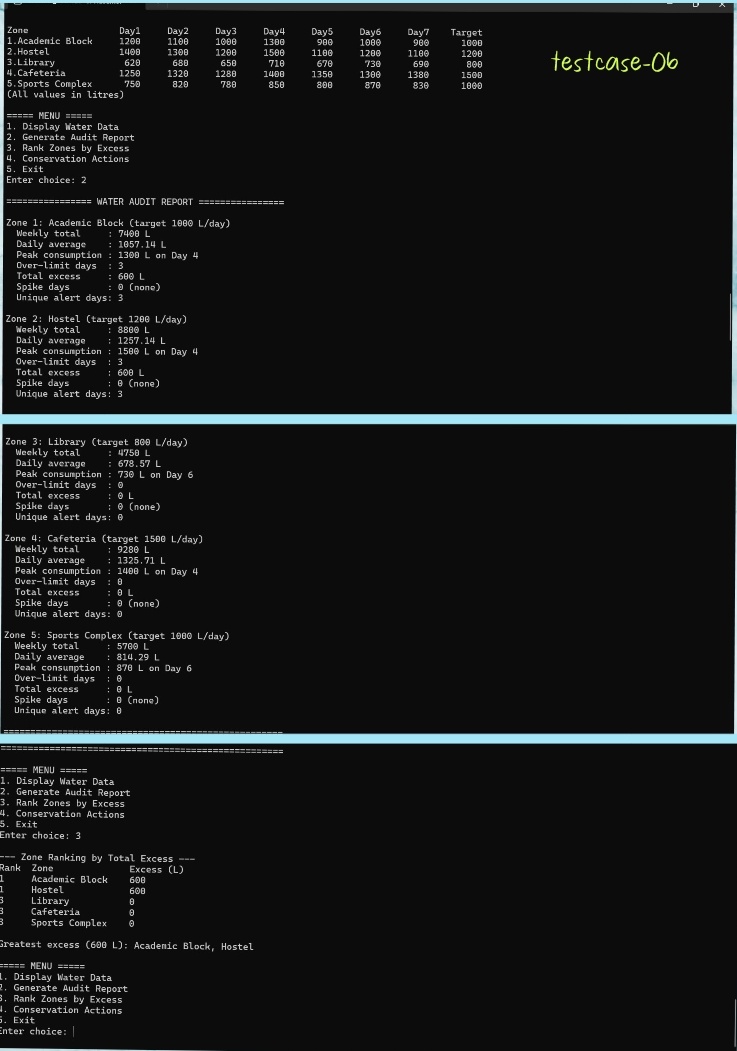 testcase-06
Zone Day1 Day2 Day3 Day4 Day5 Day6 Day7 Target
1.Academic Block 1200 1100 1000 1300 900 1000 900 1000
2.Hostel 1400 1300 1200 1500 1100 1200 1100 1200
3.Library 620 680 650 710 670 730 690 800
4.Cafeteria 1250 1320 1280 1400 1350 1300 1380 1500
5.Sports Complex 750 820 780 850 800 870 830 1000
(All values in litres)
===== MENU =====
1. Display Water Data
2. Generate Audit Report
3. Rank Zones by Excess
4. Conservation Actions
5. Exit
Enter choice: 2
================ WATER AUDIT REPORT ================
Zone 1: Academic Block (target 1000 L/day)
Weekly total : 7400 L
Daily average : 1057.14 L
Peak consumption : 1300 L on Day 4
Over-limit days : 3
Total excess : 600 L
Spike days : 0 (none)
Unique alert days: 3
Zone 2: Hostel (target 1200 L/day)
Weekly total : 8800 L
Daily average : 1257.14 L
Peak consumption : 1500 L on Day 4
Over-limit days : 3
Total excess : 600 L
Spike days : 0 (none)
Unique alert days: 3
Zone 3: Library (target 800 L/day)
Weekly total : 4750 L
Daily average : 678.57 L
Peak consumption : 730 L on Day 6
Over-limit days : 0
Total excess : 0 L
Spike days : 0 (none)
Unique alert days: 0
Zone 4: Cafeteria (target 1500 L/day)
Weekly total : 9280 L
Daily average : 1325.71 L
Peak consumption : 1400 L on Day 4
Over-limit days : 0
Total excess : 0 L
Spike days : 0 (none)
Unique alert days: 0
Zone 5: Sports Complex (target 1000 L/day)
Weekly total : 5700 L
Daily average : 814.29 L
Peak consumption : 870 L on Day 6
Over-limit days : 0
Total excess : 0 L
Spike days : 0 (none)
Unique alert days: 0
====================================================
====================================================
===== MENU =====
1. Display Water Data
2. Generate Audit Report
3. Rank Zones by Excess
4. Conservation Actions
5. Exit
Enter choice: 3
--- Zone Ranking by Total Excess ---
Rank Zone Excess (L)
1 Academic Block 600
1 Hostel 600
3 Library 0
3 Cafeteria 0
3 Sports Complex 0
Greatest excess (600 L): Academic Block, Hostel
===== MENU =====
1. Display Water Data
2. Generate Audit Report
3. Rank Zones by Excess
4. Conservation Actions
5. Exit
Enter choice: